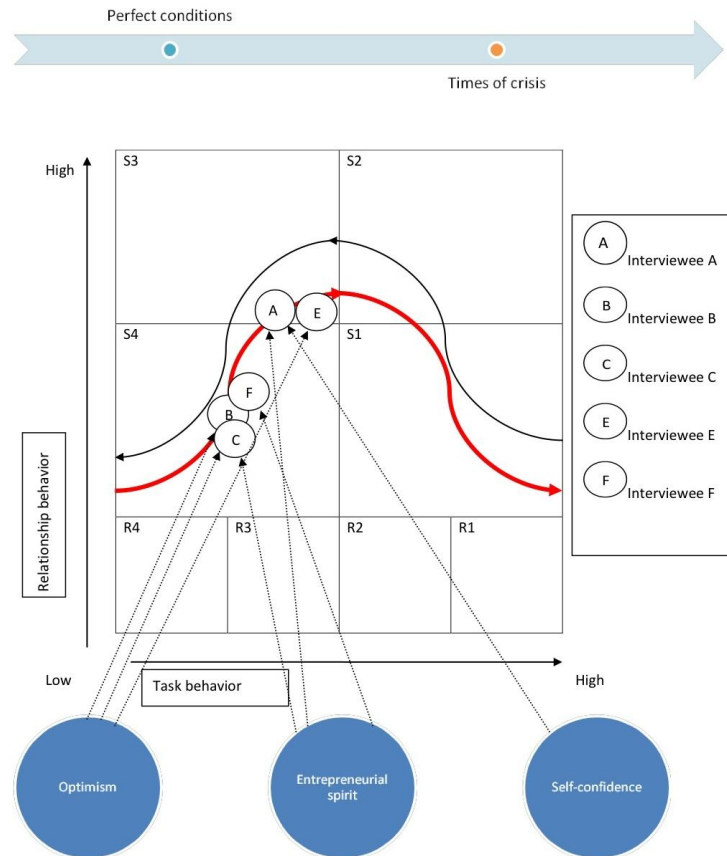 Perfect conditions
Times of crisis
High
S3
S2
A
Interviewee A
B
Interviewee B
A
E
S4
S1
C
Interviewee C
F
B
C
E
Interviewee E
F
Interviewee F
Relationship behavior
R4
R3
R2
R1
Low
Task behavior
High
Optimism
Entrepreneurial
spirit
Self-confidence